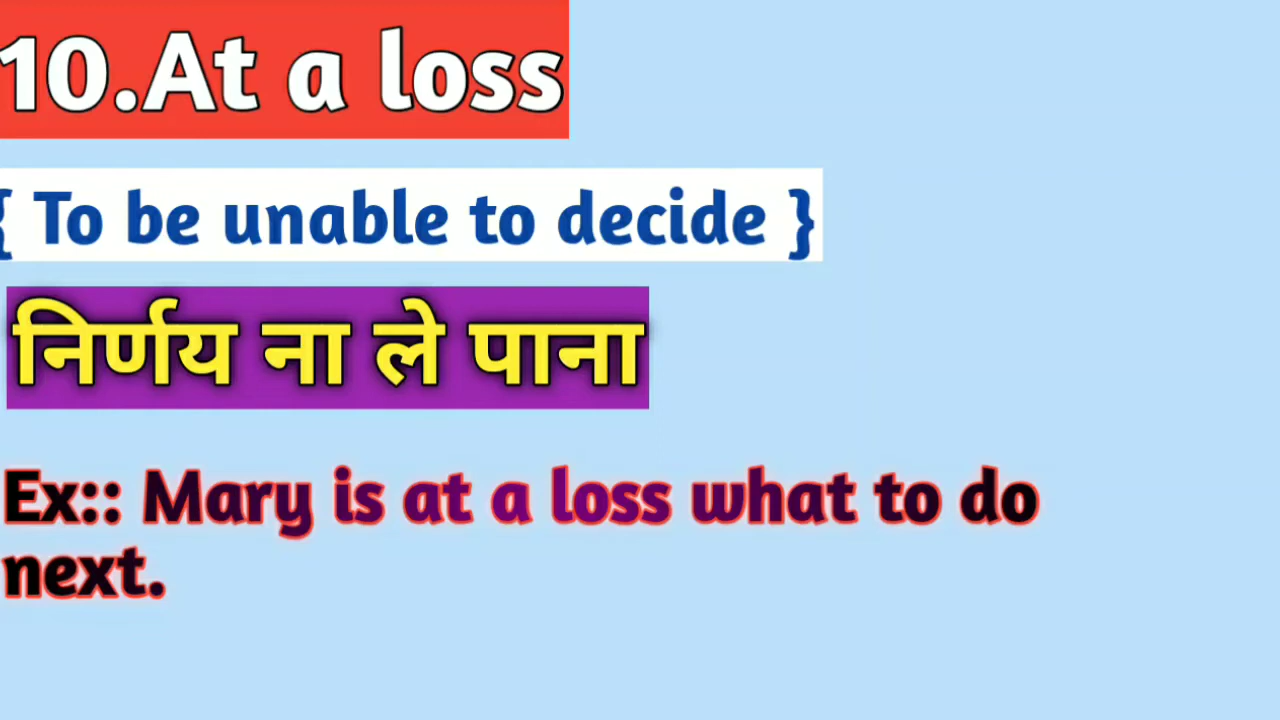 10.At a loss
{ To be unable to decide }
निर्णय ना ले पाना
Ex:: Mary is at a loss what to do
next.